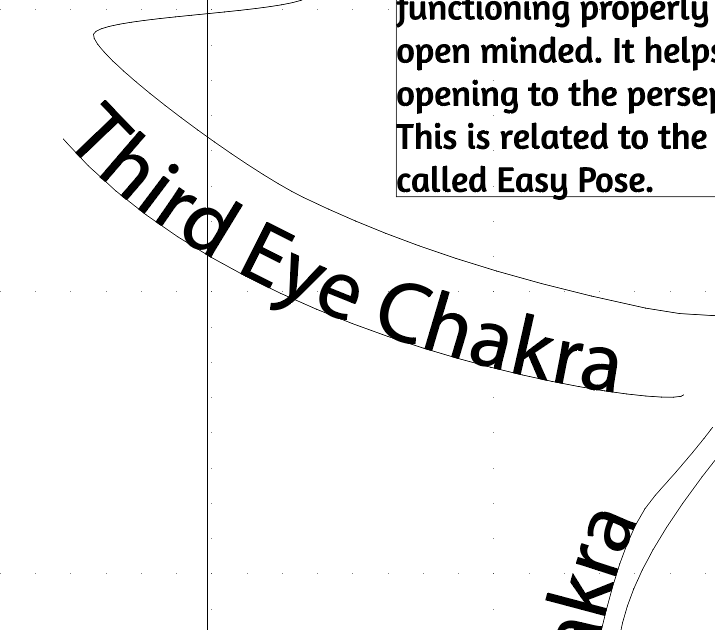 functioning properly
open minded. It helps
opening to the
This is related to the
called Easy Pose.
Third Eye Chakra
akra